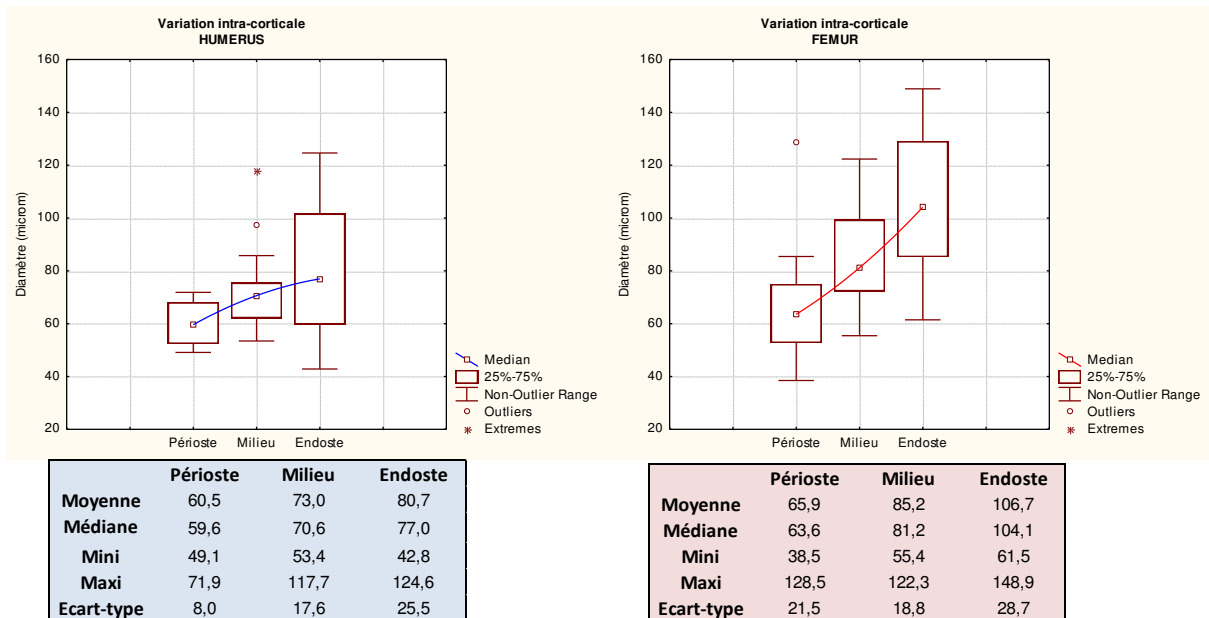 Variation intra-corticale
HUMERUS
160
140
120
100
80
60
40
20
Diamètre (microm)
Périoste Milieu Endoste
Median
25%-75%
Non-Outlier Range
Outliers
Extremes
Périoste Milieu Endoste
Moyenne 60,5 73,0 80,7
Médiane 59,6 70,6 77,0
Mini 49,1 53,4 42,8
Maxi 71,9 117,7 124,6
Ecart-type 8,0 17,6 25,5
Variation intra-corticale
FEMUR
160
140
120
100
80
60
40
20
Diamètre (microm)
Périoste Milieu Endoste
Median
25%-75%
Non-Outlier Range
Outliers
Extremes
Périoste Milieu Endoste
Moyenne 65,9 85,2 106,7
Médiane 63,6 81,2 104,1
Mini 38,5 55,4 61,5
Maxi 128,5 122,3 148,9
Ecart-type 21,5 18,8 28,7